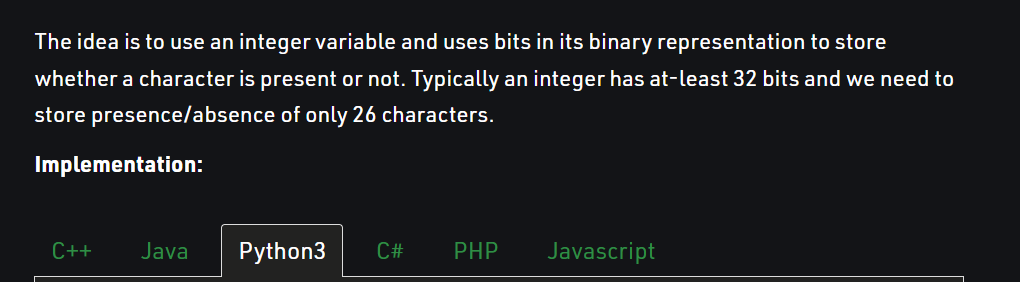 The idea is to use an integer variable and uses bits in its binary representation to store
whether a character is present or not. Typically an integer has at-least 32 bits and we need to
store presence/absence of only 26 characters.
Implementation:
C++ Java Python3 C# PHP Javascript